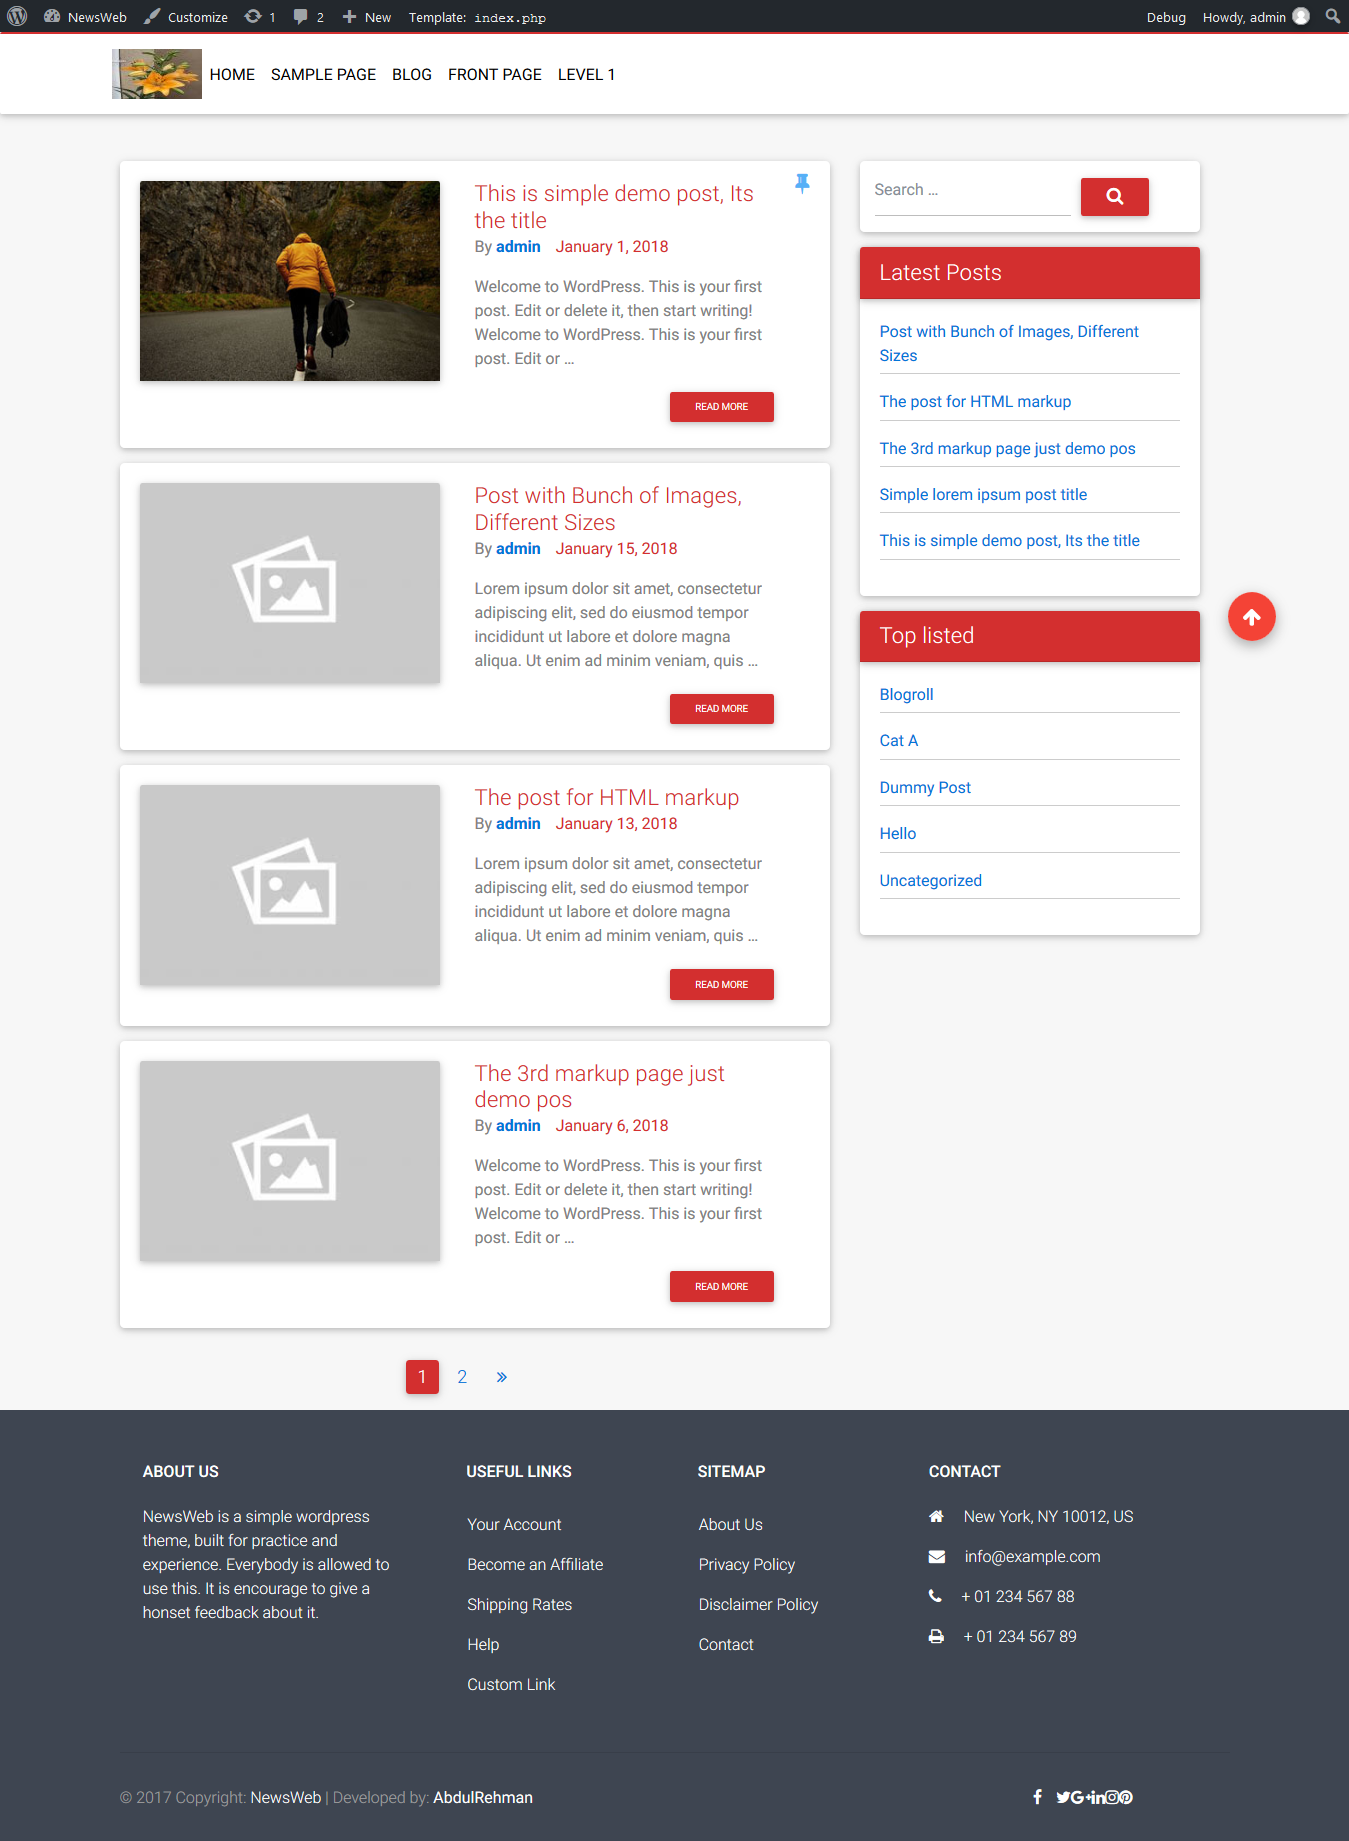 NewsWeb Customize 1 2 New Template: index.php Debug Howdy, admin
HOME SAMPLE PAGE BLOG FRONT PAGE LEVEL 1
This is simple demo post, Its
the title
By admin January 1, 2018
Welcome to WordPress. This is your first
post. Edit or delete it, then start writing!
Welcome to WordPress. This is your first
post. Edit or ...
READ MORE
Post with Bunch of Images,
Different Sizes
By admin January 15, 2018
Lorem ipsum dolor sit amet, consectetur
adipiscing elit, sed do eiusmod tempor
incididunt ut labore et dolore magna
aliqua. Ut enim ad minim veniam, quis ...
READ MORE
The post for HTML markup
By admin January 13, 2018
Lorem ipsum dolor sit amet, consectetur
adipiscing elit, sed do eiusmod tempor
incididunt ut labore et dolore magna
aliqua. Ut enim ad minim veniam, quis ...
READ MORE
The 3rd markup page just
demo pos
By admin January 6, 2018
Welcome to WordPress. This is your first
post. Edit or delete it, then start writing!
Welcome to WordPress. This is your first
post. Edit or ...
READ MORE
1 2 »
Search ...
Latest Posts
Post with Bunch of Images, Different
Sizes
The post for HTML markup
The 3rd markup page just demo pos
Simple lorem ipsum post title
This is simple demo post, Its the title
Top listed
Blogroll
Cat A
Dummy Post
Hello
Uncategorized
ABOUT US
NewsWeb is a simple wordpress
theme, built for practice and
experience. Everybody is allowed to
use this. It is encourage to give a
honset feedback about it.
USEFUL LINKS
Your Account
Become an Affiliate
Shipping Rates
Help
Custom Link
SITEMAP
About Us
Privacy Policy
Disclaimer Policy
Contact
CONTACT
New York, NY 10012, US
info@example.com
+ 01 234 567 88
+ 01 234 567 89
© 2017 Copyright: NewsWeb | Developed by: AbdulRehman